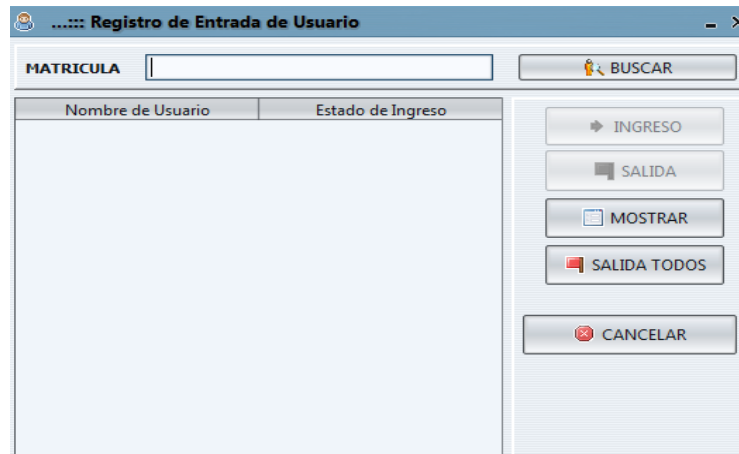 ...::: Registro de Entrada de Usuario
MATRICULA
BUSCAR
Nombre de Usuario Estado de Ingreso
INGRESO
SALIDA
MOSTRAR
SALIDA TODOS
CANCELAR